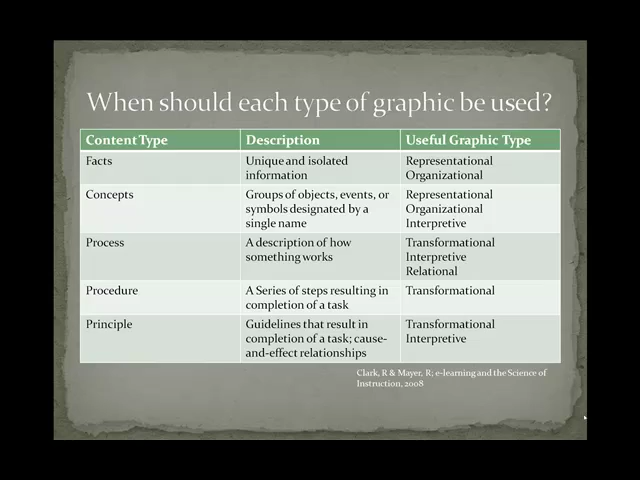 When should each type of graphic be used?
Content Type Description Useful Graphic Type
Facts Unique and isolated Representational
information Organizational
Concepts Groups of objects, events, or Representational
symbols designated by a Organizational
single name Interpretive
Process A description of how Transformational
something works Interpretive
Relational
Procedure A Series of steps resulting in Transformational
completion of a task
Principle Guidelines that result in Transformational
completion of a task; cause- Interpretive
and-effect relationships
Clark, R & Mayer, R; e-learning and the Science of
Instruction, 2008